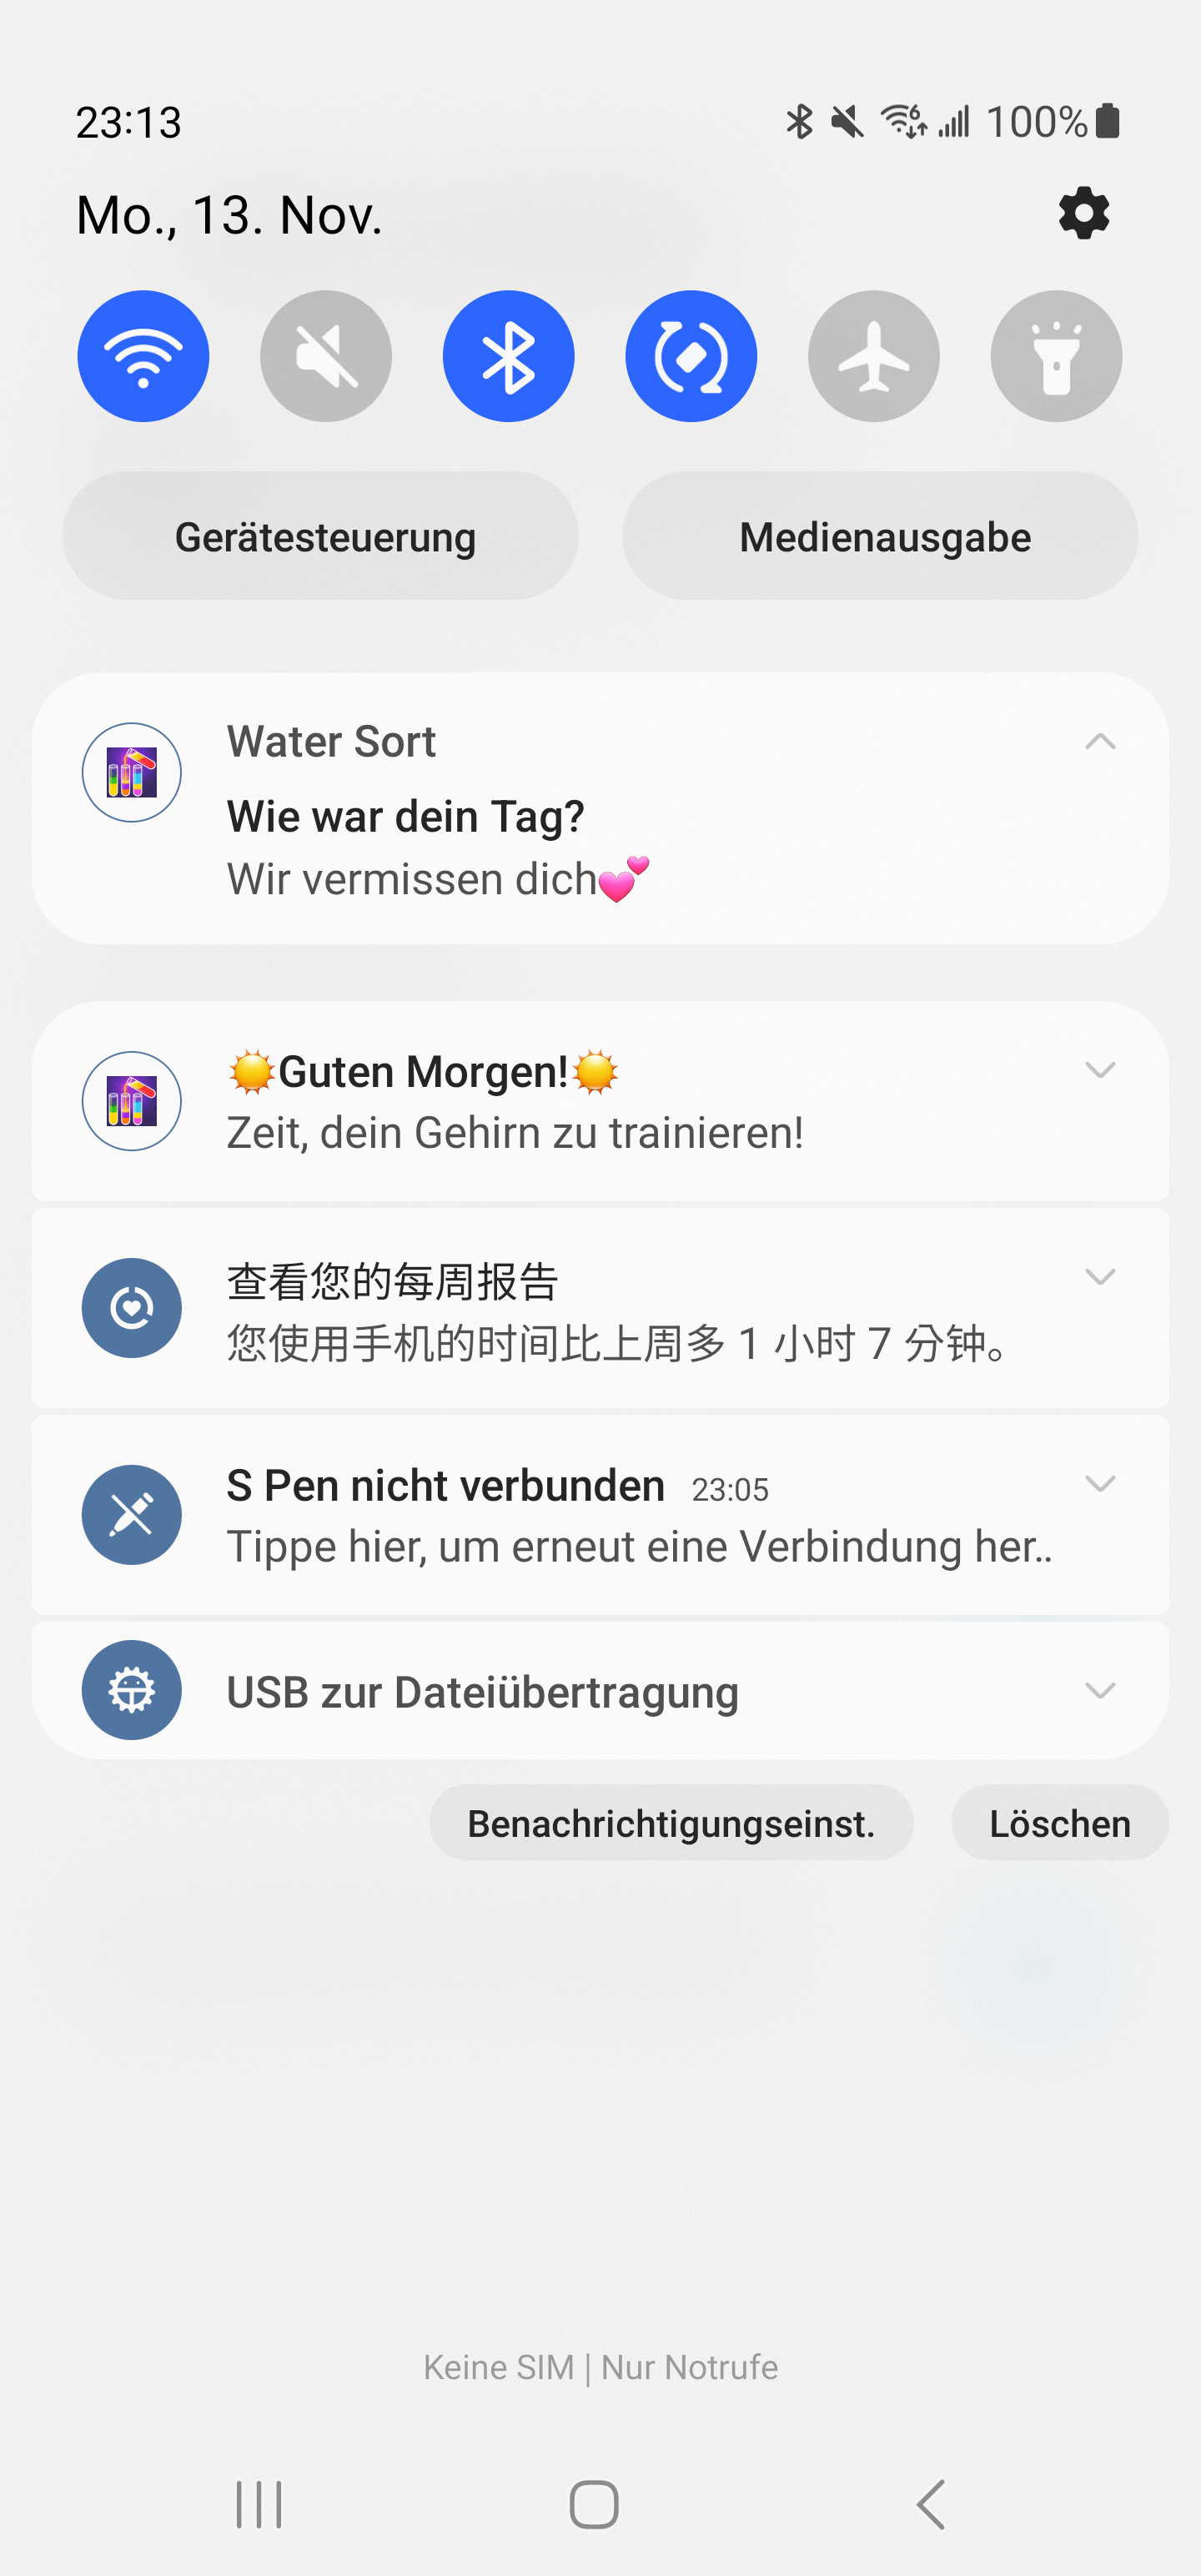 23:13
100%
Mo., 13. Nov.
Gerätesteuerung
Medienausgabe
Water Sort
Wie war dein Tag?
Wir vermissen dich💕
☀️Guten Morgen!☀️
Zeit, dein Gehirn zu trainieren!
查看您的每周报告
您使用手机的时间比上周多 1 小时 7 分钟。
S Pen nicht verbunden 23:05
Tippe hier, um erneut eine Verbindung her..
USB zur Dateiübertragung
Benachrichtigungseinst.
Löschen
Keine SIM | Nur Notrufe